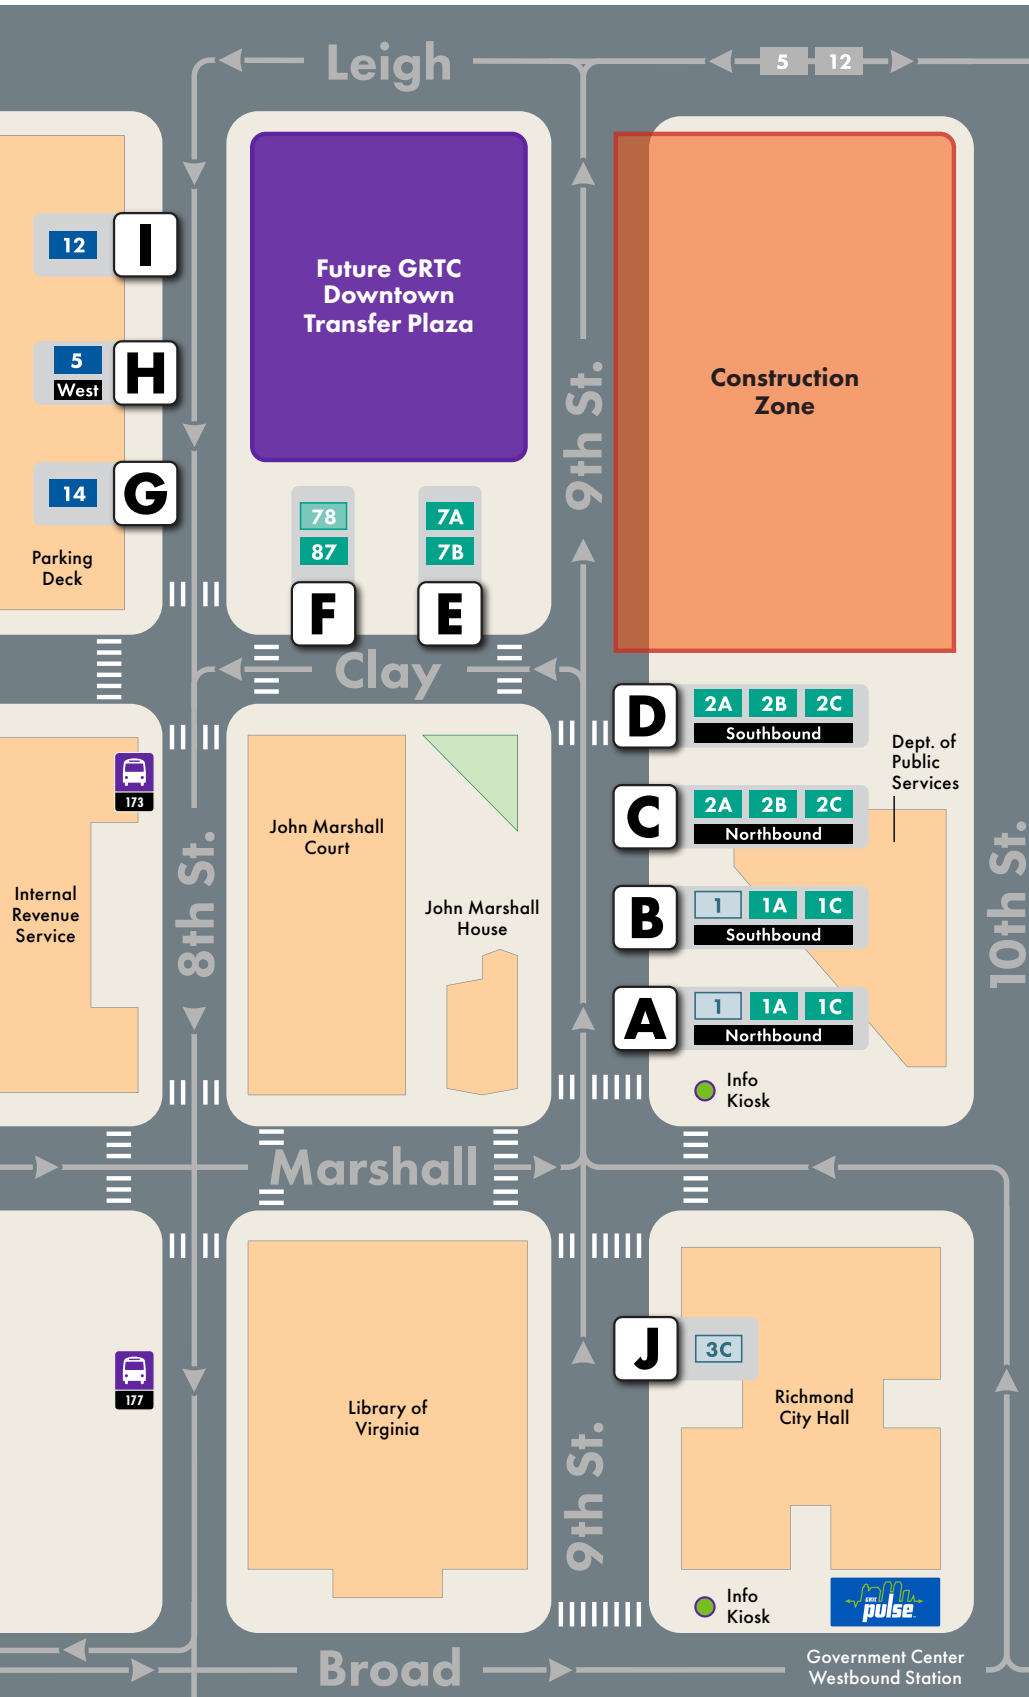 Leigh
5 12
I
12
Future GRTC
Downtown
Transfer Plaza
Construction
Zone
H
5
West
9th St.
G
14
Parking
Deck
78
87
F
7A
7B
E
Clay
D
2A 2B 2C
Southbound
Dept. of
Public
Services
173
C
2A 2B 2C
Northbound
John Marshall
Court
8th St.
10th St.
Internal
Revenue
Service
John Marshall
House
B
1 1A 1C
Southbound
A
1 1A 1C
Northbound
Info
Kiosk
Marshall
J
3C
177
Library of
Virginia
Richmond
City Hall
9th St.
Info
Kiosk
GRTC
pulse
Government Center
Westbound Station
Broad